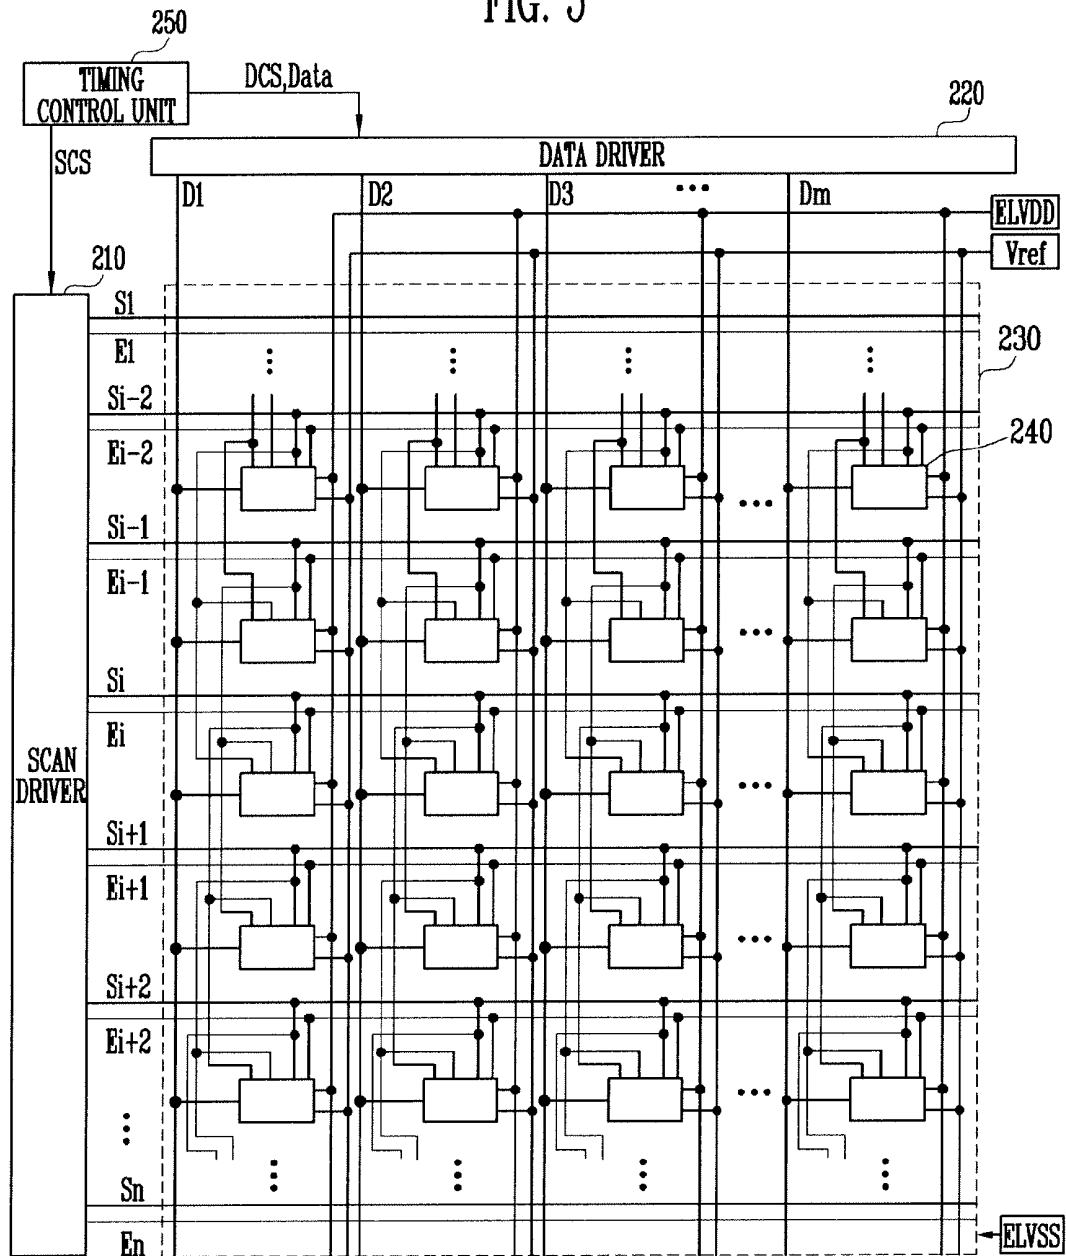 FIG. 3
250
TIMING
CONTROL UNIT
DCS,Data
220
SCS
DATA DRIVER
D1
D2
D3
Dm
ELVDD
Vref
210
S1
E1
230
Si-2
Ei-2
240
Si-1
Ei-1
Si
Ei
SCAN
DRIVER
Si+1
Ei+1
Si+2
Ei+2
Sn
En
ELVSS